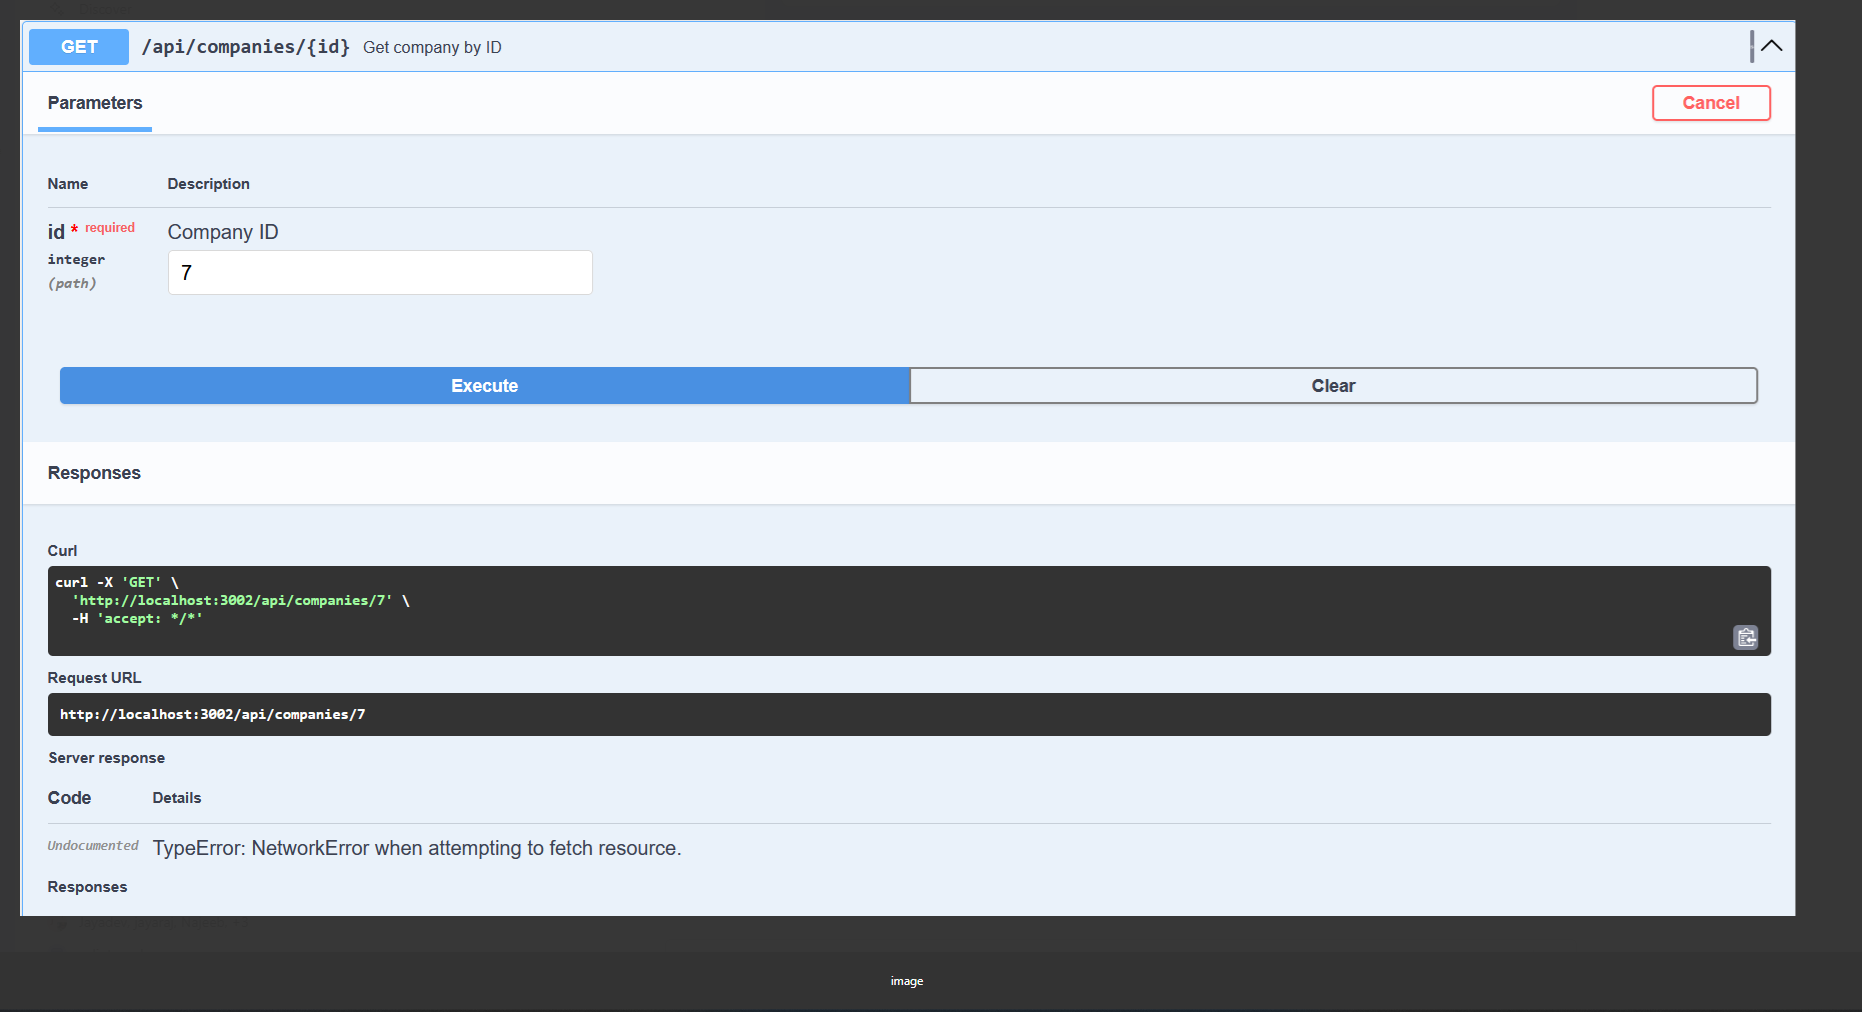 GET /api/companies/{id} Get company by ID
Parameters
Cancel
Name Description
id * required
Company ID
integer
(path)
7
Execute
Clear
Responses
Curl
curl -X 'GET' \
'http://localhost:3002/api/companies/7' \
-H 'accept: */*'
Request URL
http://localhost:3002/api/companies/7
Server response
Code Details
Undocumented TypeError: NetworkError when attempting to fetch resource.
Responses
image